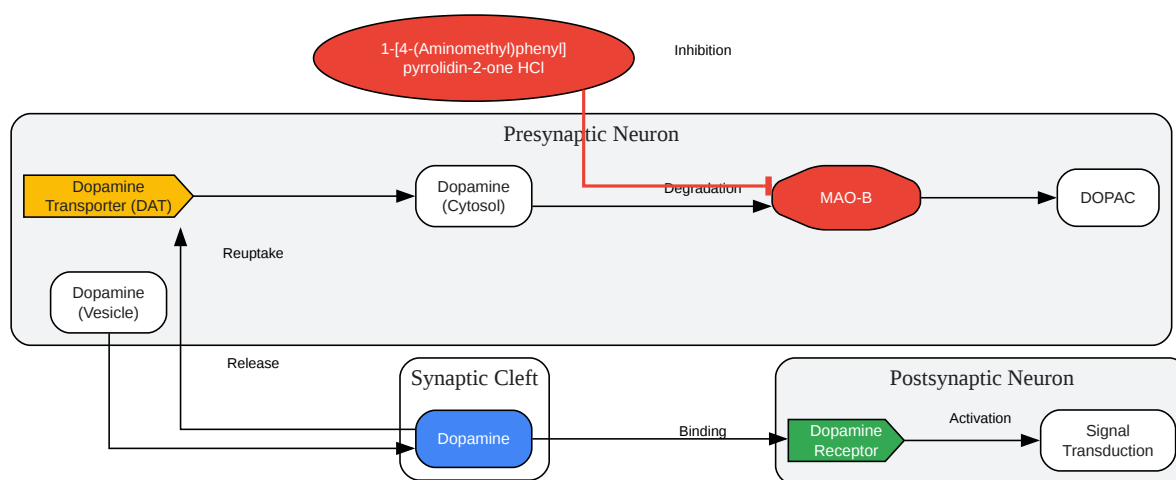 1-[4-(Aminomethyl)phenyl]
pyrrolidin-2-one HCl
Inhibition
Presynaptic Neuron
Dopamine
Transporter (DAT)
Dopamine
(Cytosol)
Degradation
MAO-B
DOPAC
Reuptake
Dopamine
(Vesicle)
Release
Synaptic Cleft
Dopamine
Binding
Postsynaptic Neuron
Dopamine
Receptor
Activation
Signal
Transduction